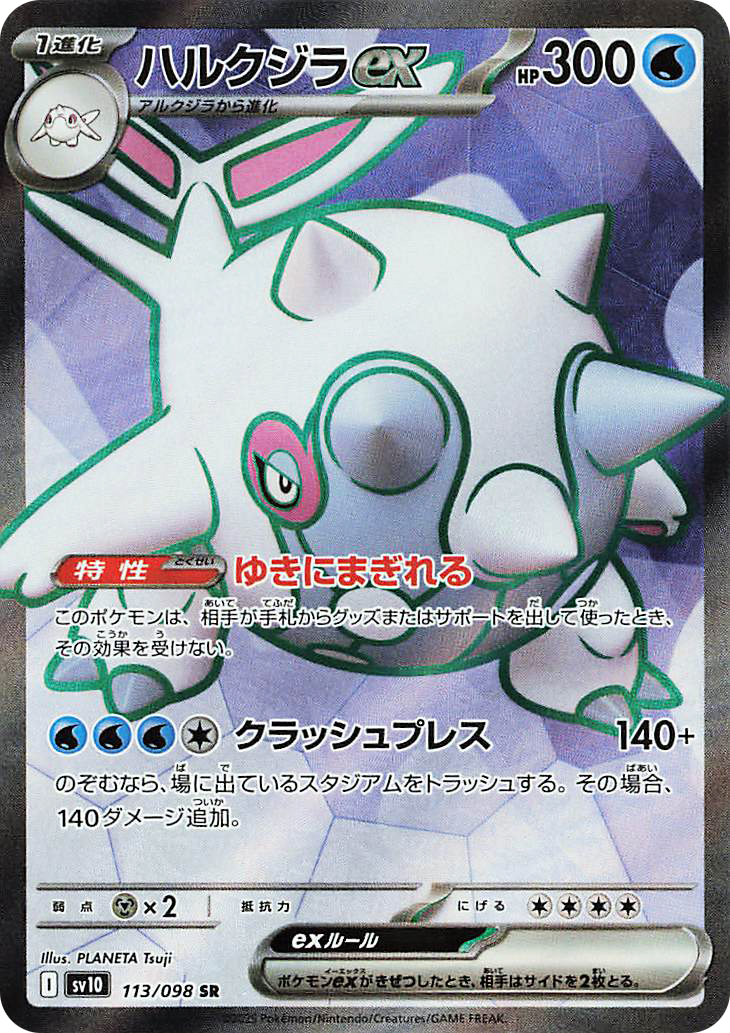 1進化
ハルクジラex
HP300
アルクジラから進化
特性 とくせい
ゆきにまぎれる
このポケモンは、相手が手札からグッズまたはサポートを出して使ったとき、
その効果を受けない。
クラッシュプレス 140+
のぞむなら、場に出ているスタジアムをトラッシュする。その場合、
140ダメージ追加。
弱点 ×2 抵抗力 にげる
Illus. PLANETA Tsuji
exルール
ポケモンexがきぜつしたとき、相手はサイドを2枚とる。
I sv10 113/098 SR
©2025 Pokémon/Nintendo/Creatures/GAME FREAK.